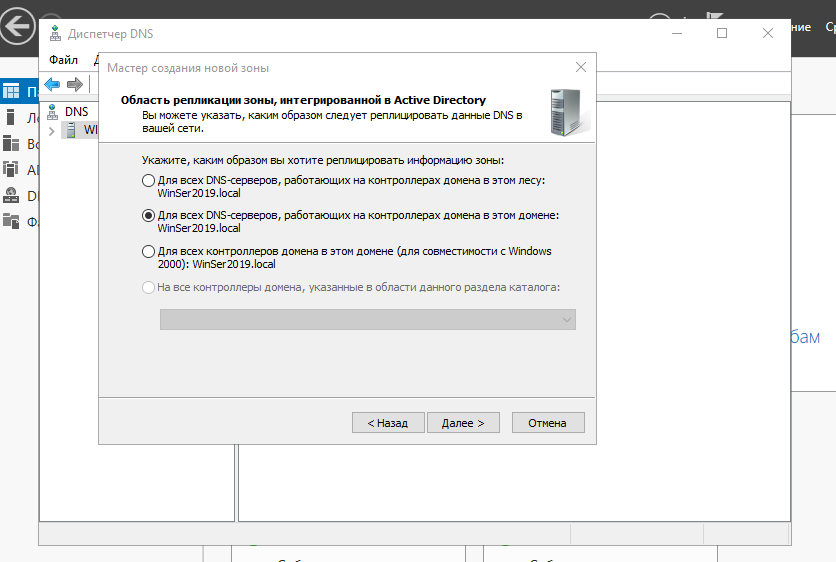 ние
Ср
Диспетчер DNS
Файл
Мастер создания новой зоны
Область репликации зоны, интегрированной в Active Directory
Вы можете указать, каким образом следует реплицировать данные DNS в
вашей сети.
DNS
WI
Укажите, каким образом вы хотите реплицировать информацию зоны:
Для всех DNS-серверов, работающих на контроллерах домена в этом лесу:
WinSer2019.local
Для всех DNS-серверов, работающих на контроллерах домена в этом домене:
WinSer2019.local
Для всех контроллеров домена в этом домене (для совместимости с Windows
2000): WinSer2019.local
На все контроллеры домена, указанные в области данного раздела каталога:
бам
< Назад
Далее >
Отмена